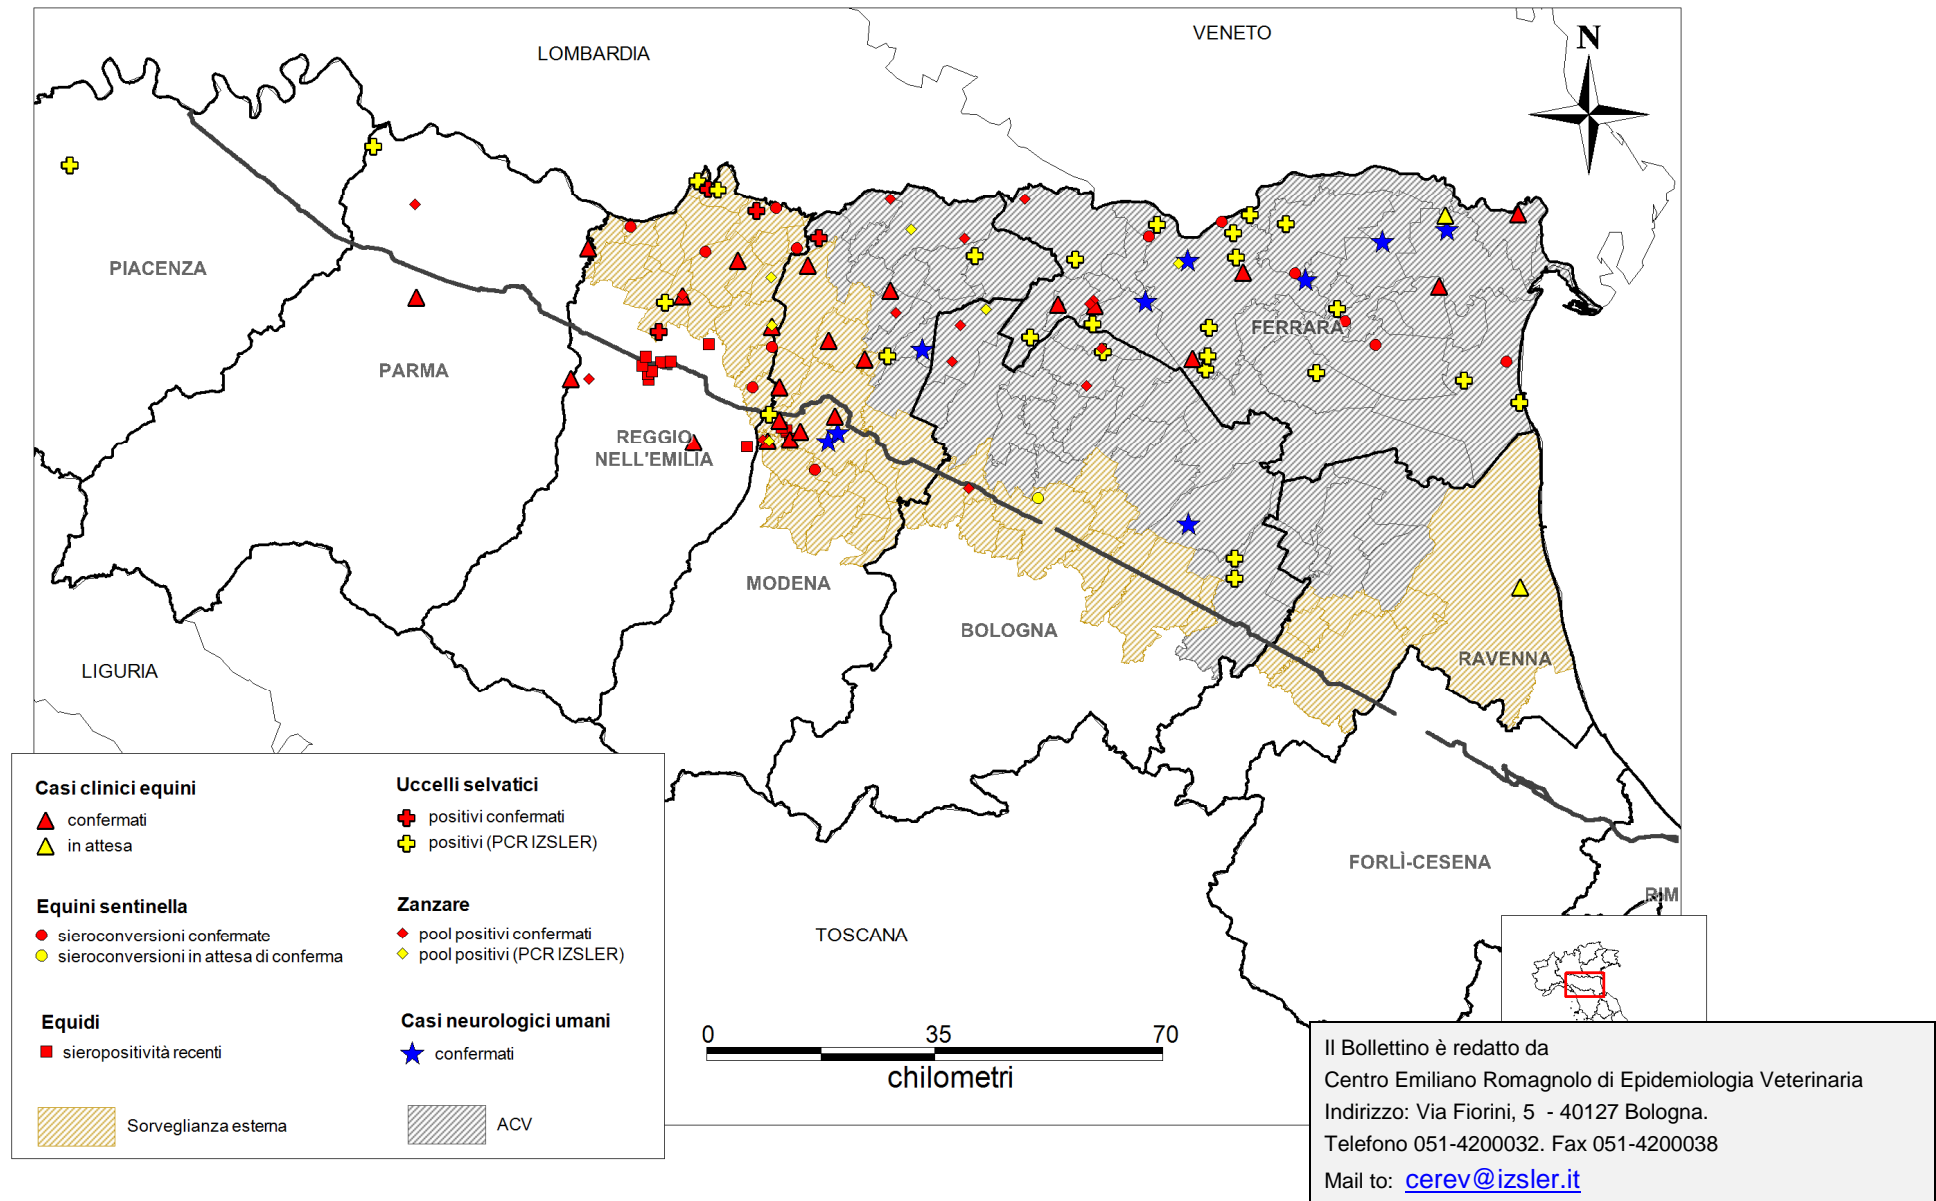 LOMBARDIA
VENETO
N
PIACENZA
PARMA
REGGIO
NELL'EMILIA
FERRARA
MODENA
BOLOGNA
RAVENNA
LIGURIA
FORLÌ-CESENA
RIM
TOSCANA
Casi clinici equini
confermati
in attesa
Uccelli selvatici
positivi confermati
positivi (PCR IZSLER)
Equini sentinella
sieroconversioni confermate
sieroconversioni in attesa di conferma
Zanzare
pool positivi confermati
pool positivi (PCR IZSLER)
Equidi
sieropositività recenti
Casi neurologici umani
confermati
Sorveglianza esterna
ACV
0 35 70
chilometri
Il Bollettino è redatto da
Centro Emiliano Romagnolo di Epidemiologia Veterinaria
Indirizzo: Via Fiorini, 5 - 40127 Bologna.
Telefono 051-4200032. Fax 051-4200038
Mail to: cerev@izsler.it